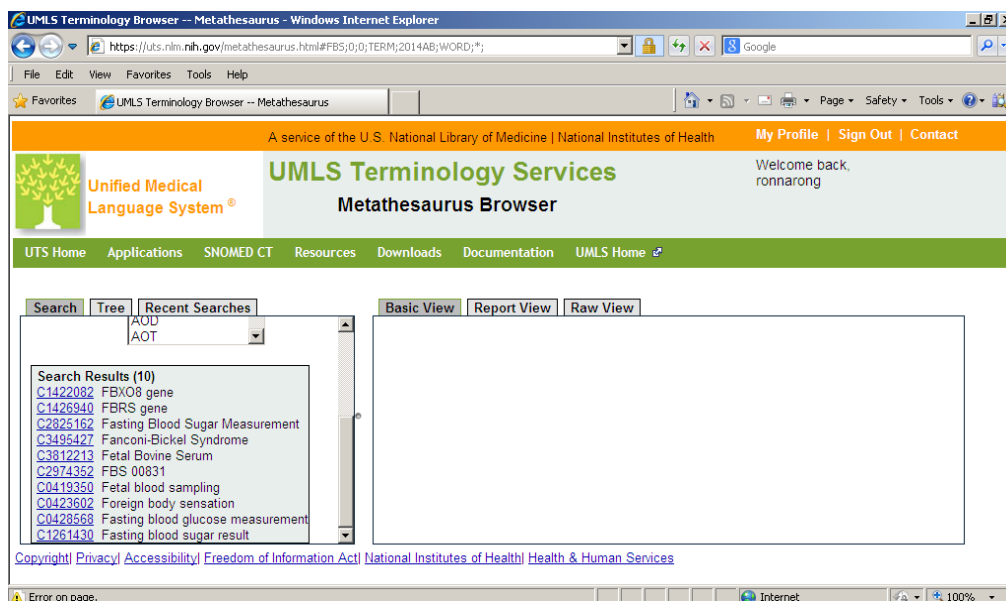 UMLS Terminology Browser -- Metathesaurus - Windows Internet Explorer
https://uts.nlm.nih.gov/metathesaurus.html#FBS;0;0;TERM;2014AB;WORD;*;
Google
File Edit View Favorites Tools Help
Favorites UMLS Terminology Browser -- Metathesaurus Page Safety Tools
A service of the U.S. National Library of Medicine | National Institutes of Health My Profile | Sign Out | Contact
Unified Medical
Language System ®
UMLS Terminology Services
Metathesaurus Browser
Welcome back,
ronnarong
UTS Home Applications SNOMED CT Resources Downloads Documentation UMLS Home
Search Tree Recent Searches
AOD
AOT
Search Results (10)
C1422082 FBXO8 gene
C1426940 FBRS gene
C2825162 Fasting Blood Sugar Measurement
C3495427 Fanconi-Bickel Syndrome
C3812213 Fetal Bovine Serum
C2974352 FBS 00831
C0419350 Fetal blood sampling
C0423602 Foreign body sensation
C0428568 Fasting blood glucose measurement
C1261430 Fasting blood sugar result
Basic View Report View Raw View
Copyright| Privacy| Accessibility| Freedom of Information Act| National Institutes of Health| Health & Human Services
Error on page. Internet 100%